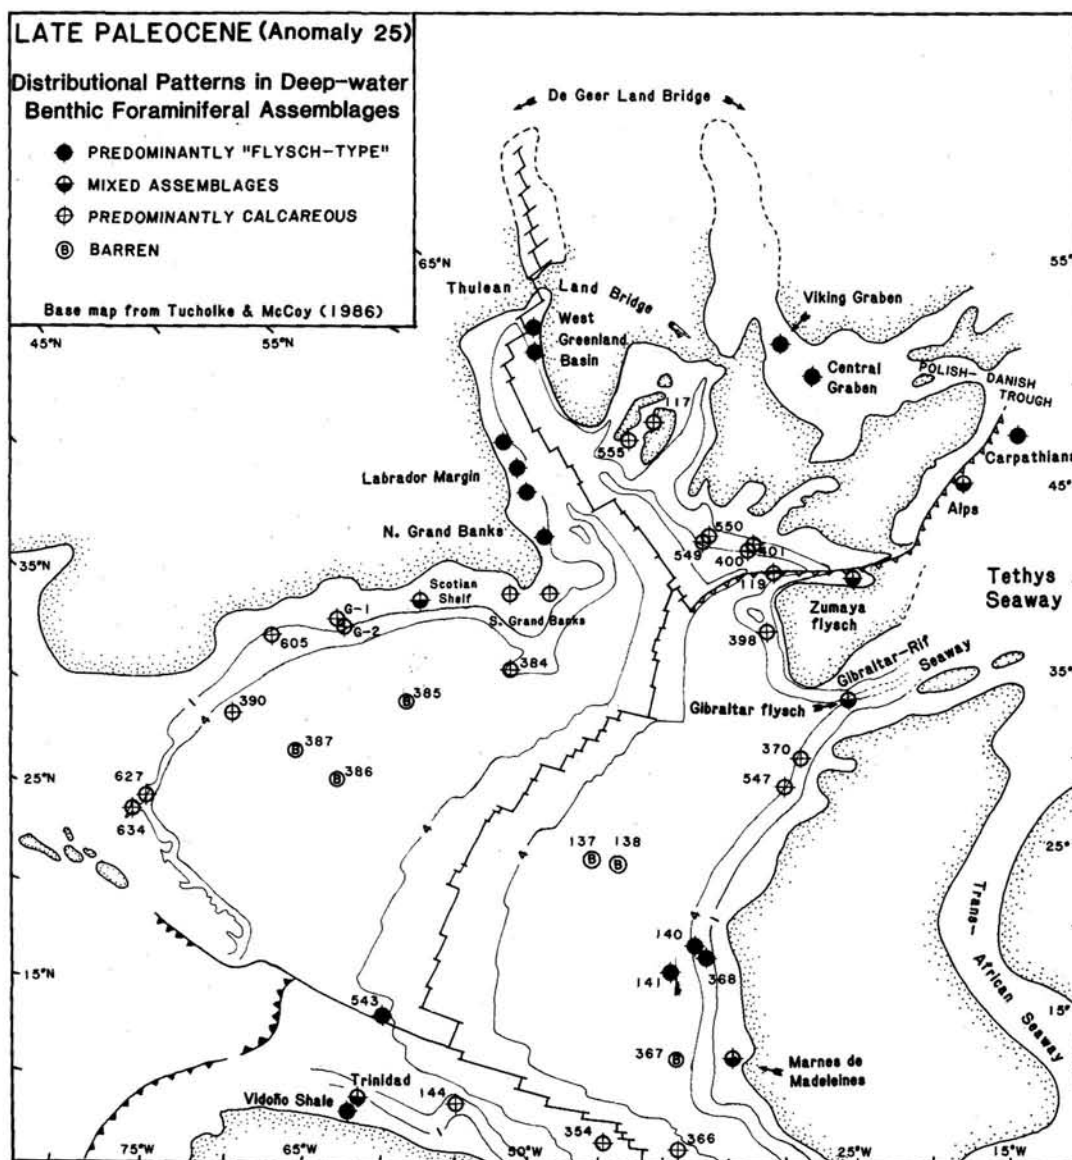 LATE PALEOCENE (Anomaly 25)
Distributional Patterns in Deep-water
Benthic Foraminiferal Assemblages
PREDOMINANTLY "FLYSCH-TYPE"
MIXED ASSEMBLAGES
PREDOMINANTLY CALCAREOUS
B BARREN
Base map from Tucholke & McCoy (1986)
De Geer Land Bridge
65°N
55°N
Thulean Land Bridge
Viking Graben
45°N
55°N
West
Greenland
Basin
Central
Graben
POLISH-DANISH
TROUGH
117
555
Carpathians
Labrador Margin
45°N
Alps
N. Grand Banks
550
549
401
400
35°N
119
Scotian
Shelf
Tethys
Seaway
Zumaya
flysch
G-1
G-2
S. Grand Banks
605
398
384
Gibraltar-Rif
Seaway
35°N
385
B
390
Gibraltar flysch
387
B
370
386
B
25°N
627
547
634
1
4
4
4
137
138
B
B
25°N
Trans-African Seaway
4
1
140
15°N
141
368
543
15°N
367
B
Marnes de
Madeleines
Trinidad
144
Vidoño Shale
1
354
366
75°W
65°W
50°W
25°W
15°W